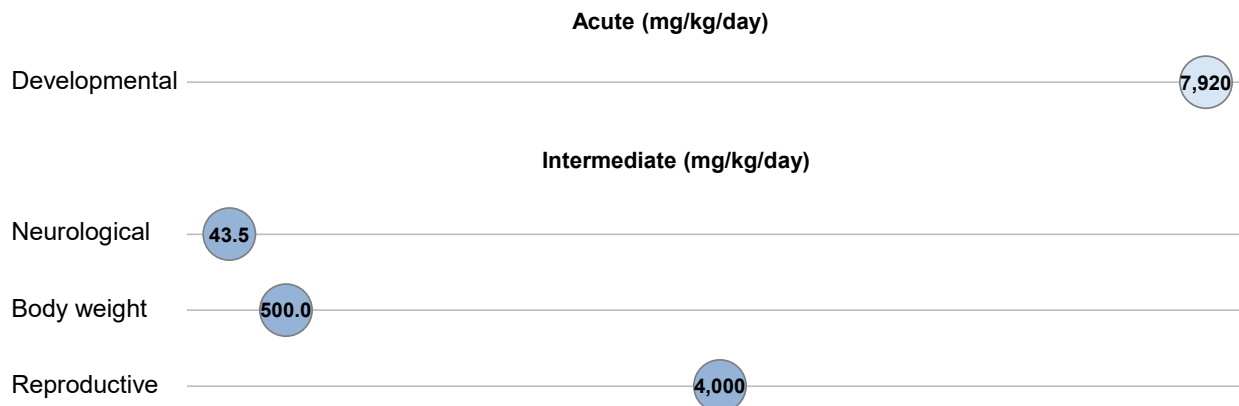 Acute (mg/kg/day)
Developmental 7,920
Intermediate (mg/kg/day)
Neurological 43.5
Body weight 500.0
Reproductive 4,000